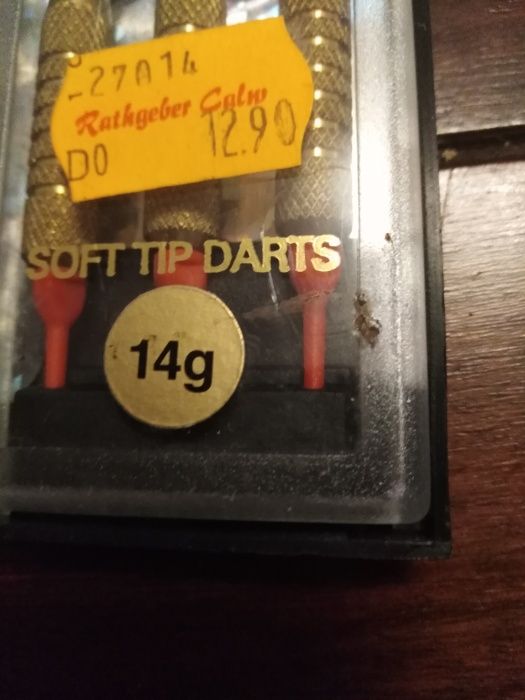 -27A14
Rathgeber Calw
DO 12.90
SOFT TIP DARTS
14g